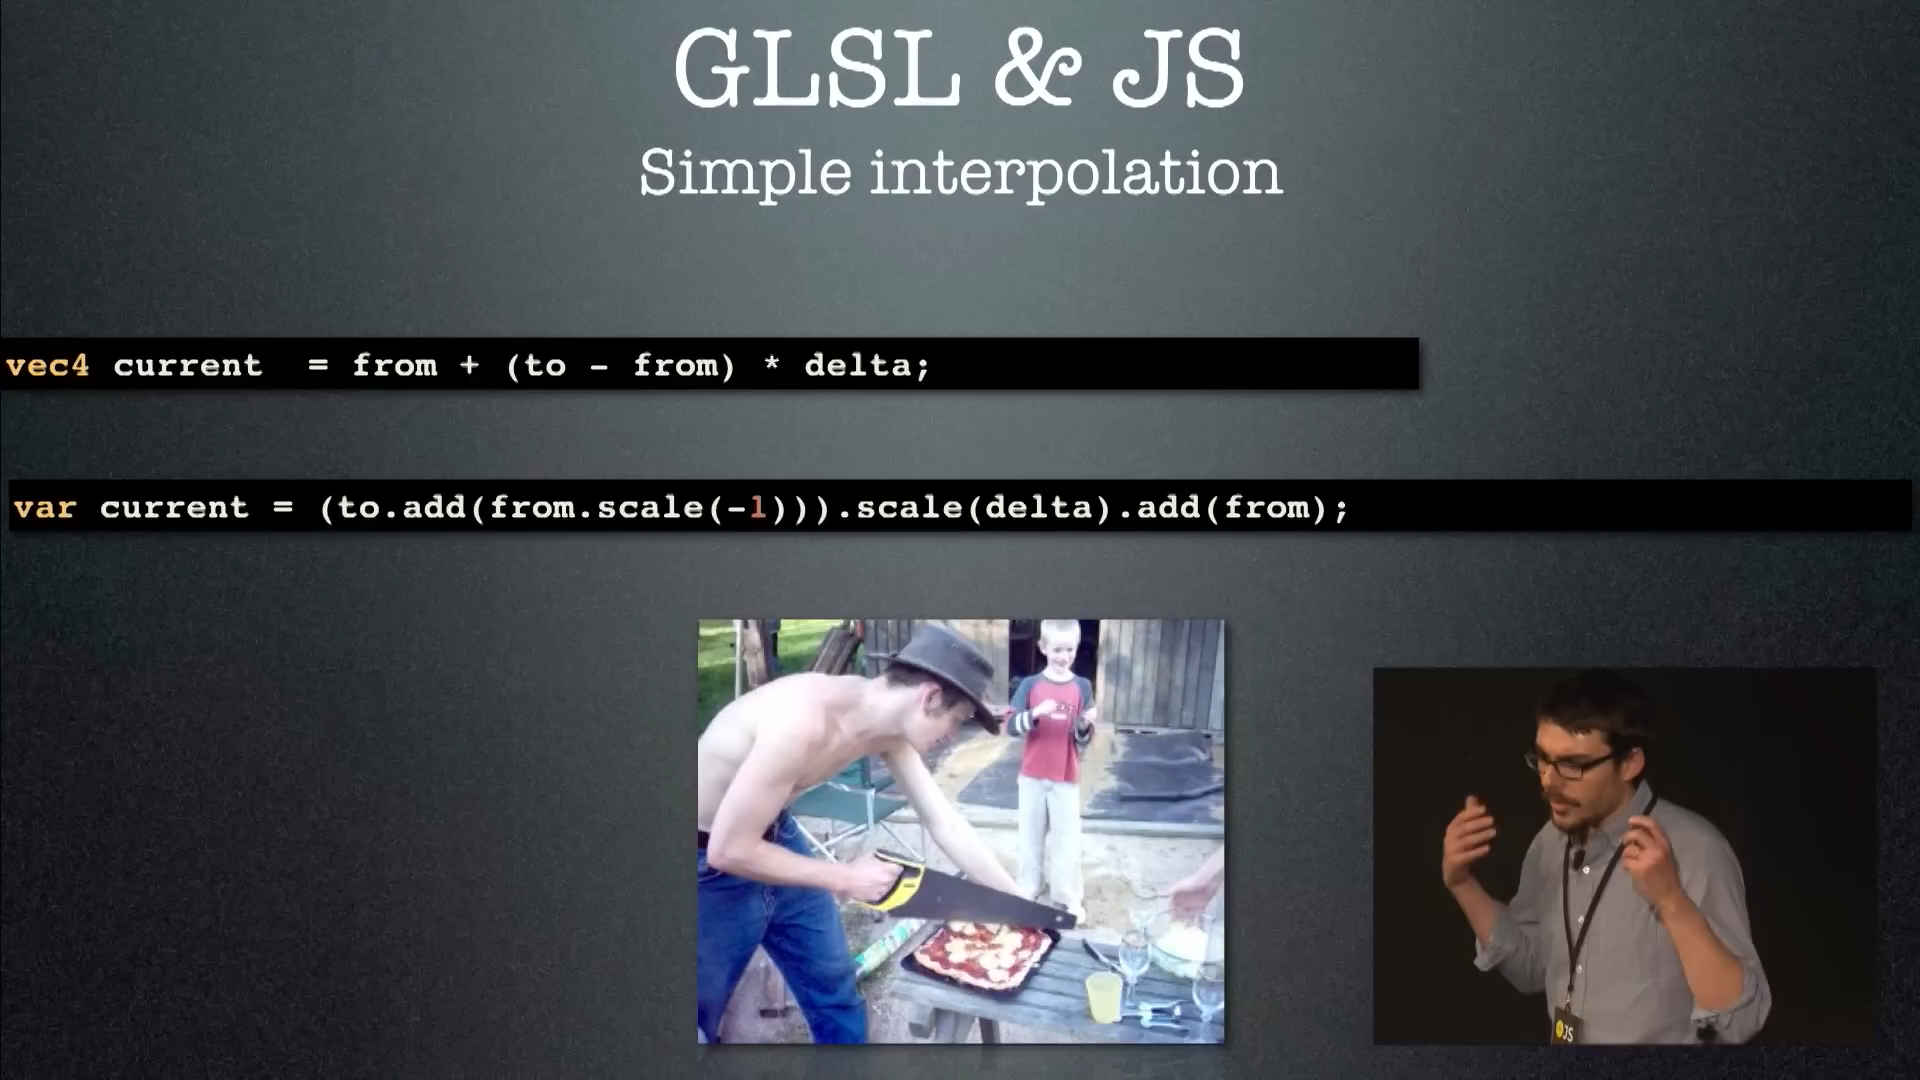 GLSL & JS
Simple interpolation
vec4 current  = from + (to - from) * delta;
var current = (to.add(from.scale(-1))).scale(delta).add(from);
JS